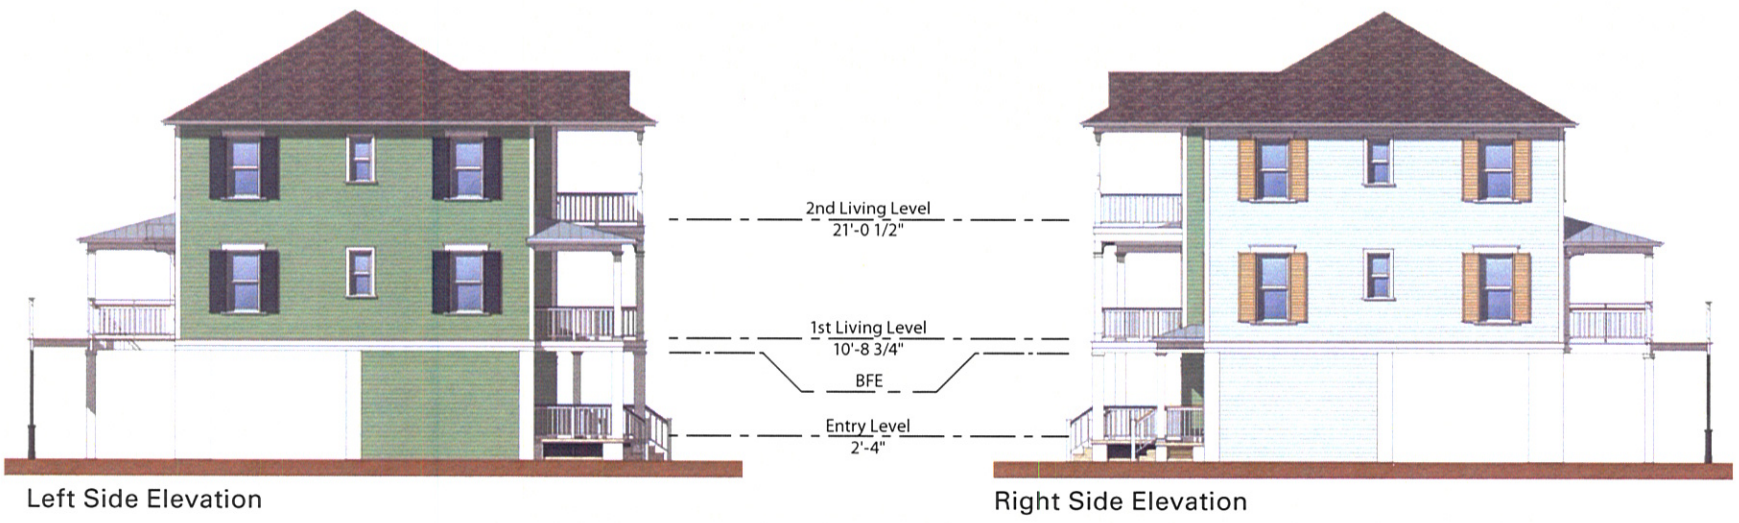 2nd Living Level
21'-0 1/2"
1st Living Level
10'-8 3/4"
BFE
Entry Level
2'-4"
Left Side Elevation
Right Side Elevation